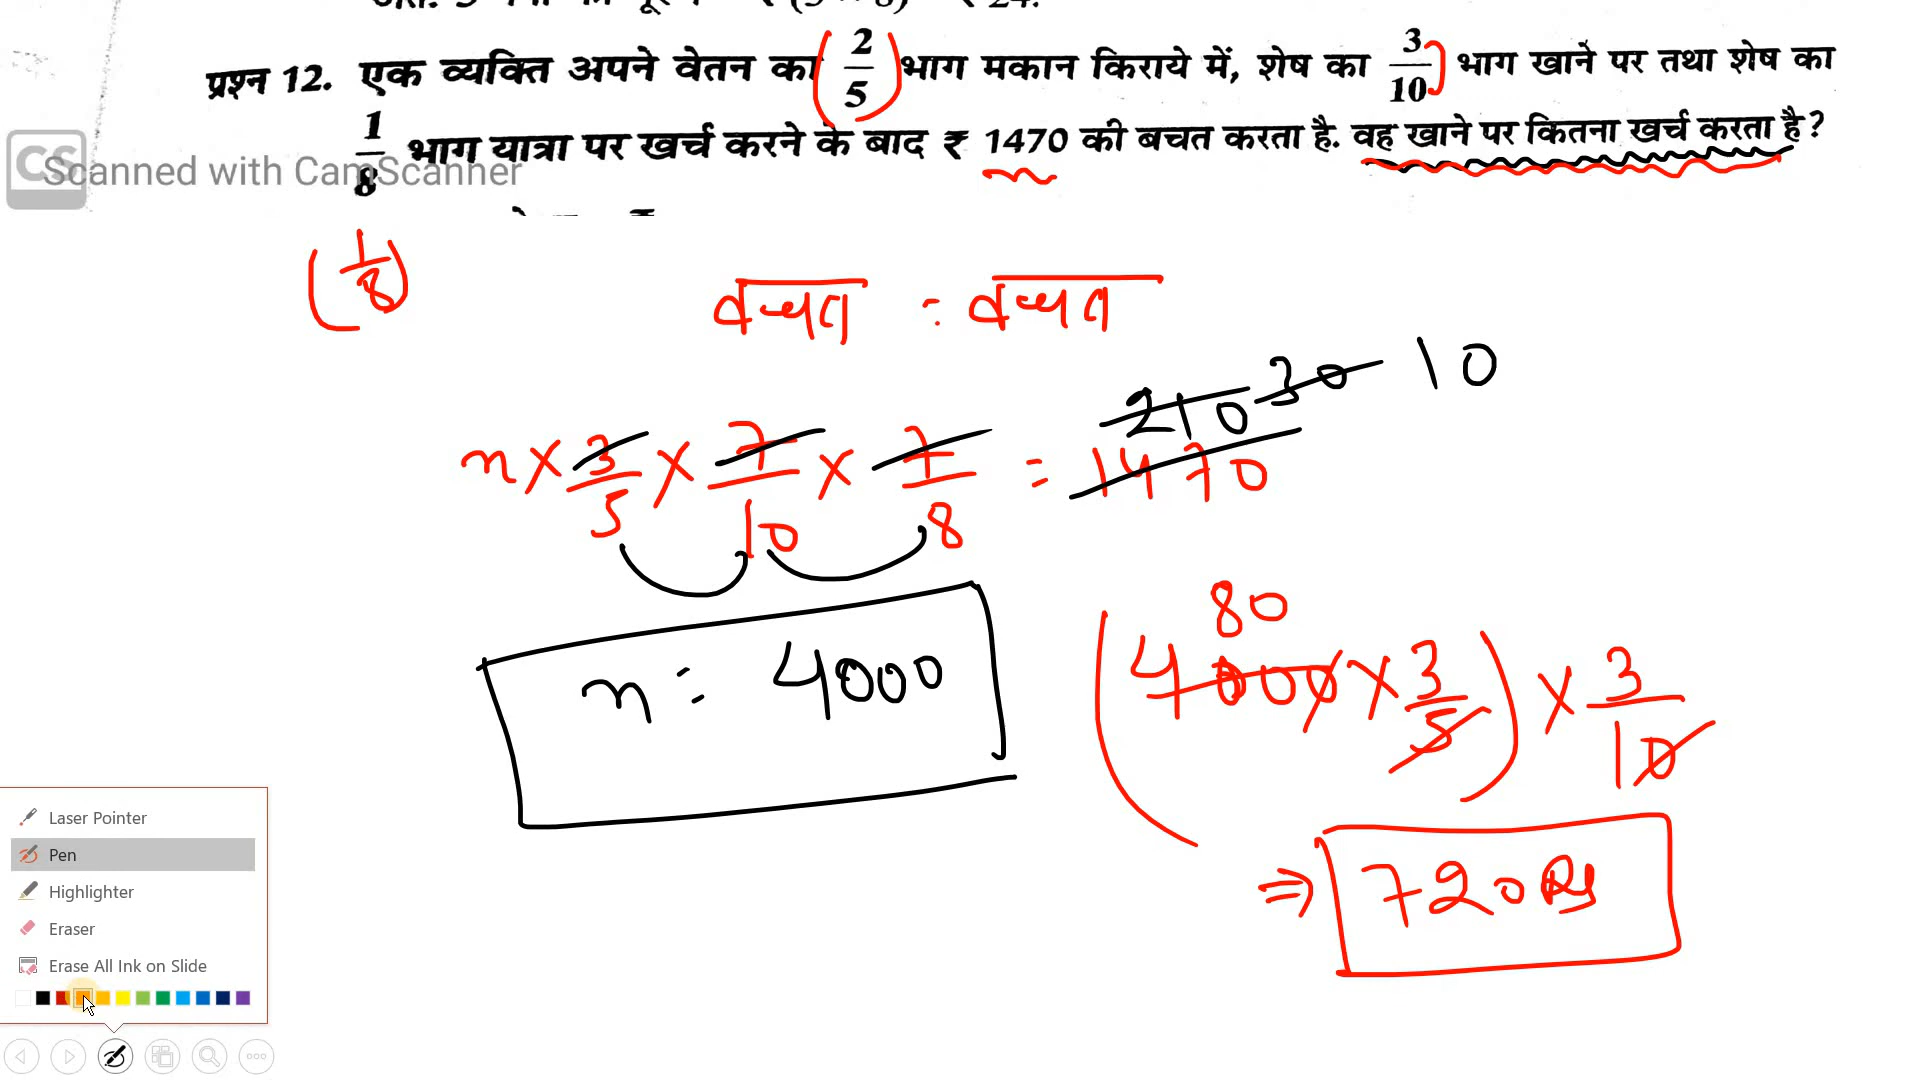 प्रश्न 12. एक व्यक्ति अपने वेतन का 2/5 भाग मकान किराये में, शेष का 3/10 भाग खाने पर तथा शेष का
1/8 भाग यात्रा पर खर्च करने के बाद ₹ 1470 की बचत करता है. वह खाने पर कितना खर्च करता है?
CS Scanned with CamScanner
(1/8)
बचत = बचत
210 30 10
n × 3/5 × 7/10 × 7/8 = 1470
n = 4000
80
(4000 × 3/5) × 3/10
⇒ 720 Rs
Laser Pointer
Pen
Highlighter
Eraser
Erase All Ink on Slide